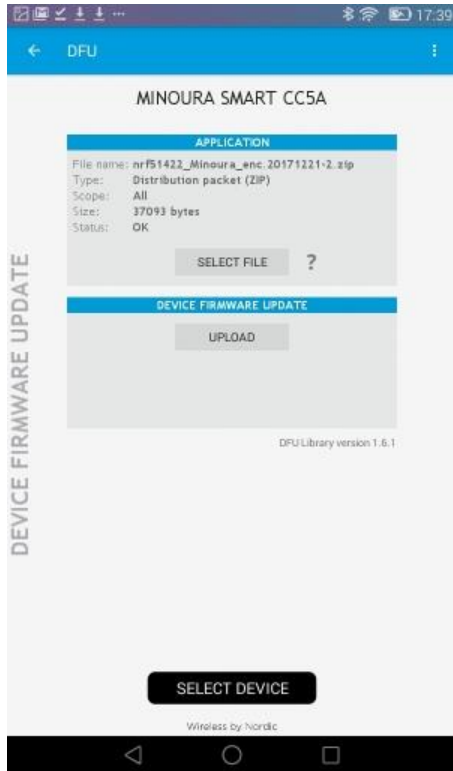 17:39
DFU
MINOURA SMART CC5A
APPLICATION
File name: nrf51422_Minoura_enc.20171221-2.zip
Type: Distribution packet (ZIP)
Scope: All
Size: 37093 bytes
Status: OK
SELECT FILE ?
DEVICE FIRMWARE UPDATE
UPLOAD
DFU Library version 1.6.1
DEVICE FIRMWARE UPDATE
SELECT DEVICE
Wireless by Nordic